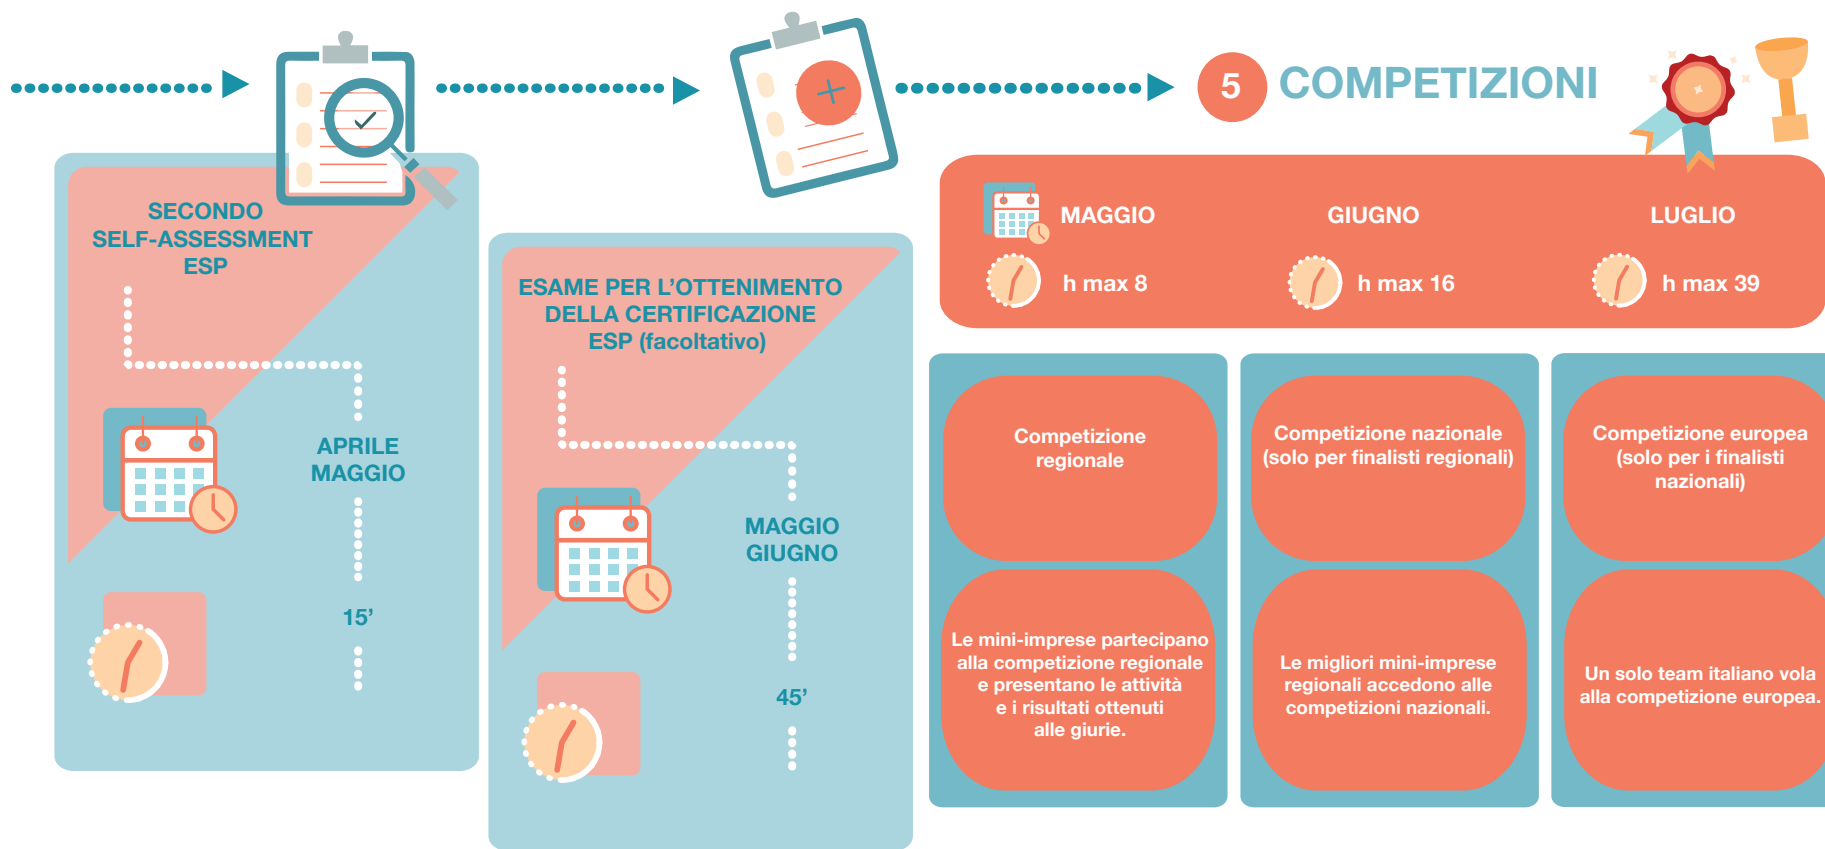 SECONDO
SELF-ASSESSMENT
ESP
APRILE
MAGGIO
15’
ESAME PER L’OTTENIMENTO
DELLA CERTIFICAZIONE
ESP (facoltativo)
MAGGIO
GIUGNO
45’
5 COMPETIZIONI
MAGGIO
h max 8
GIUGNO
h max 16
LUGLIO
h max 39
Competizione
regionale
Le mini-imprese partecipano
alla competizione regionale
e presentano le attività
e i risultati ottenuti
alle giurie.
Competizione nazionale
(solo per finalisti regionali)
Le migliori mini-imprese
regionali accedono alle
competizioni nazionali.
Competizione europea
(solo per i finalisti
nazionali)
Un solo team italiano vola
alla competizione europea.